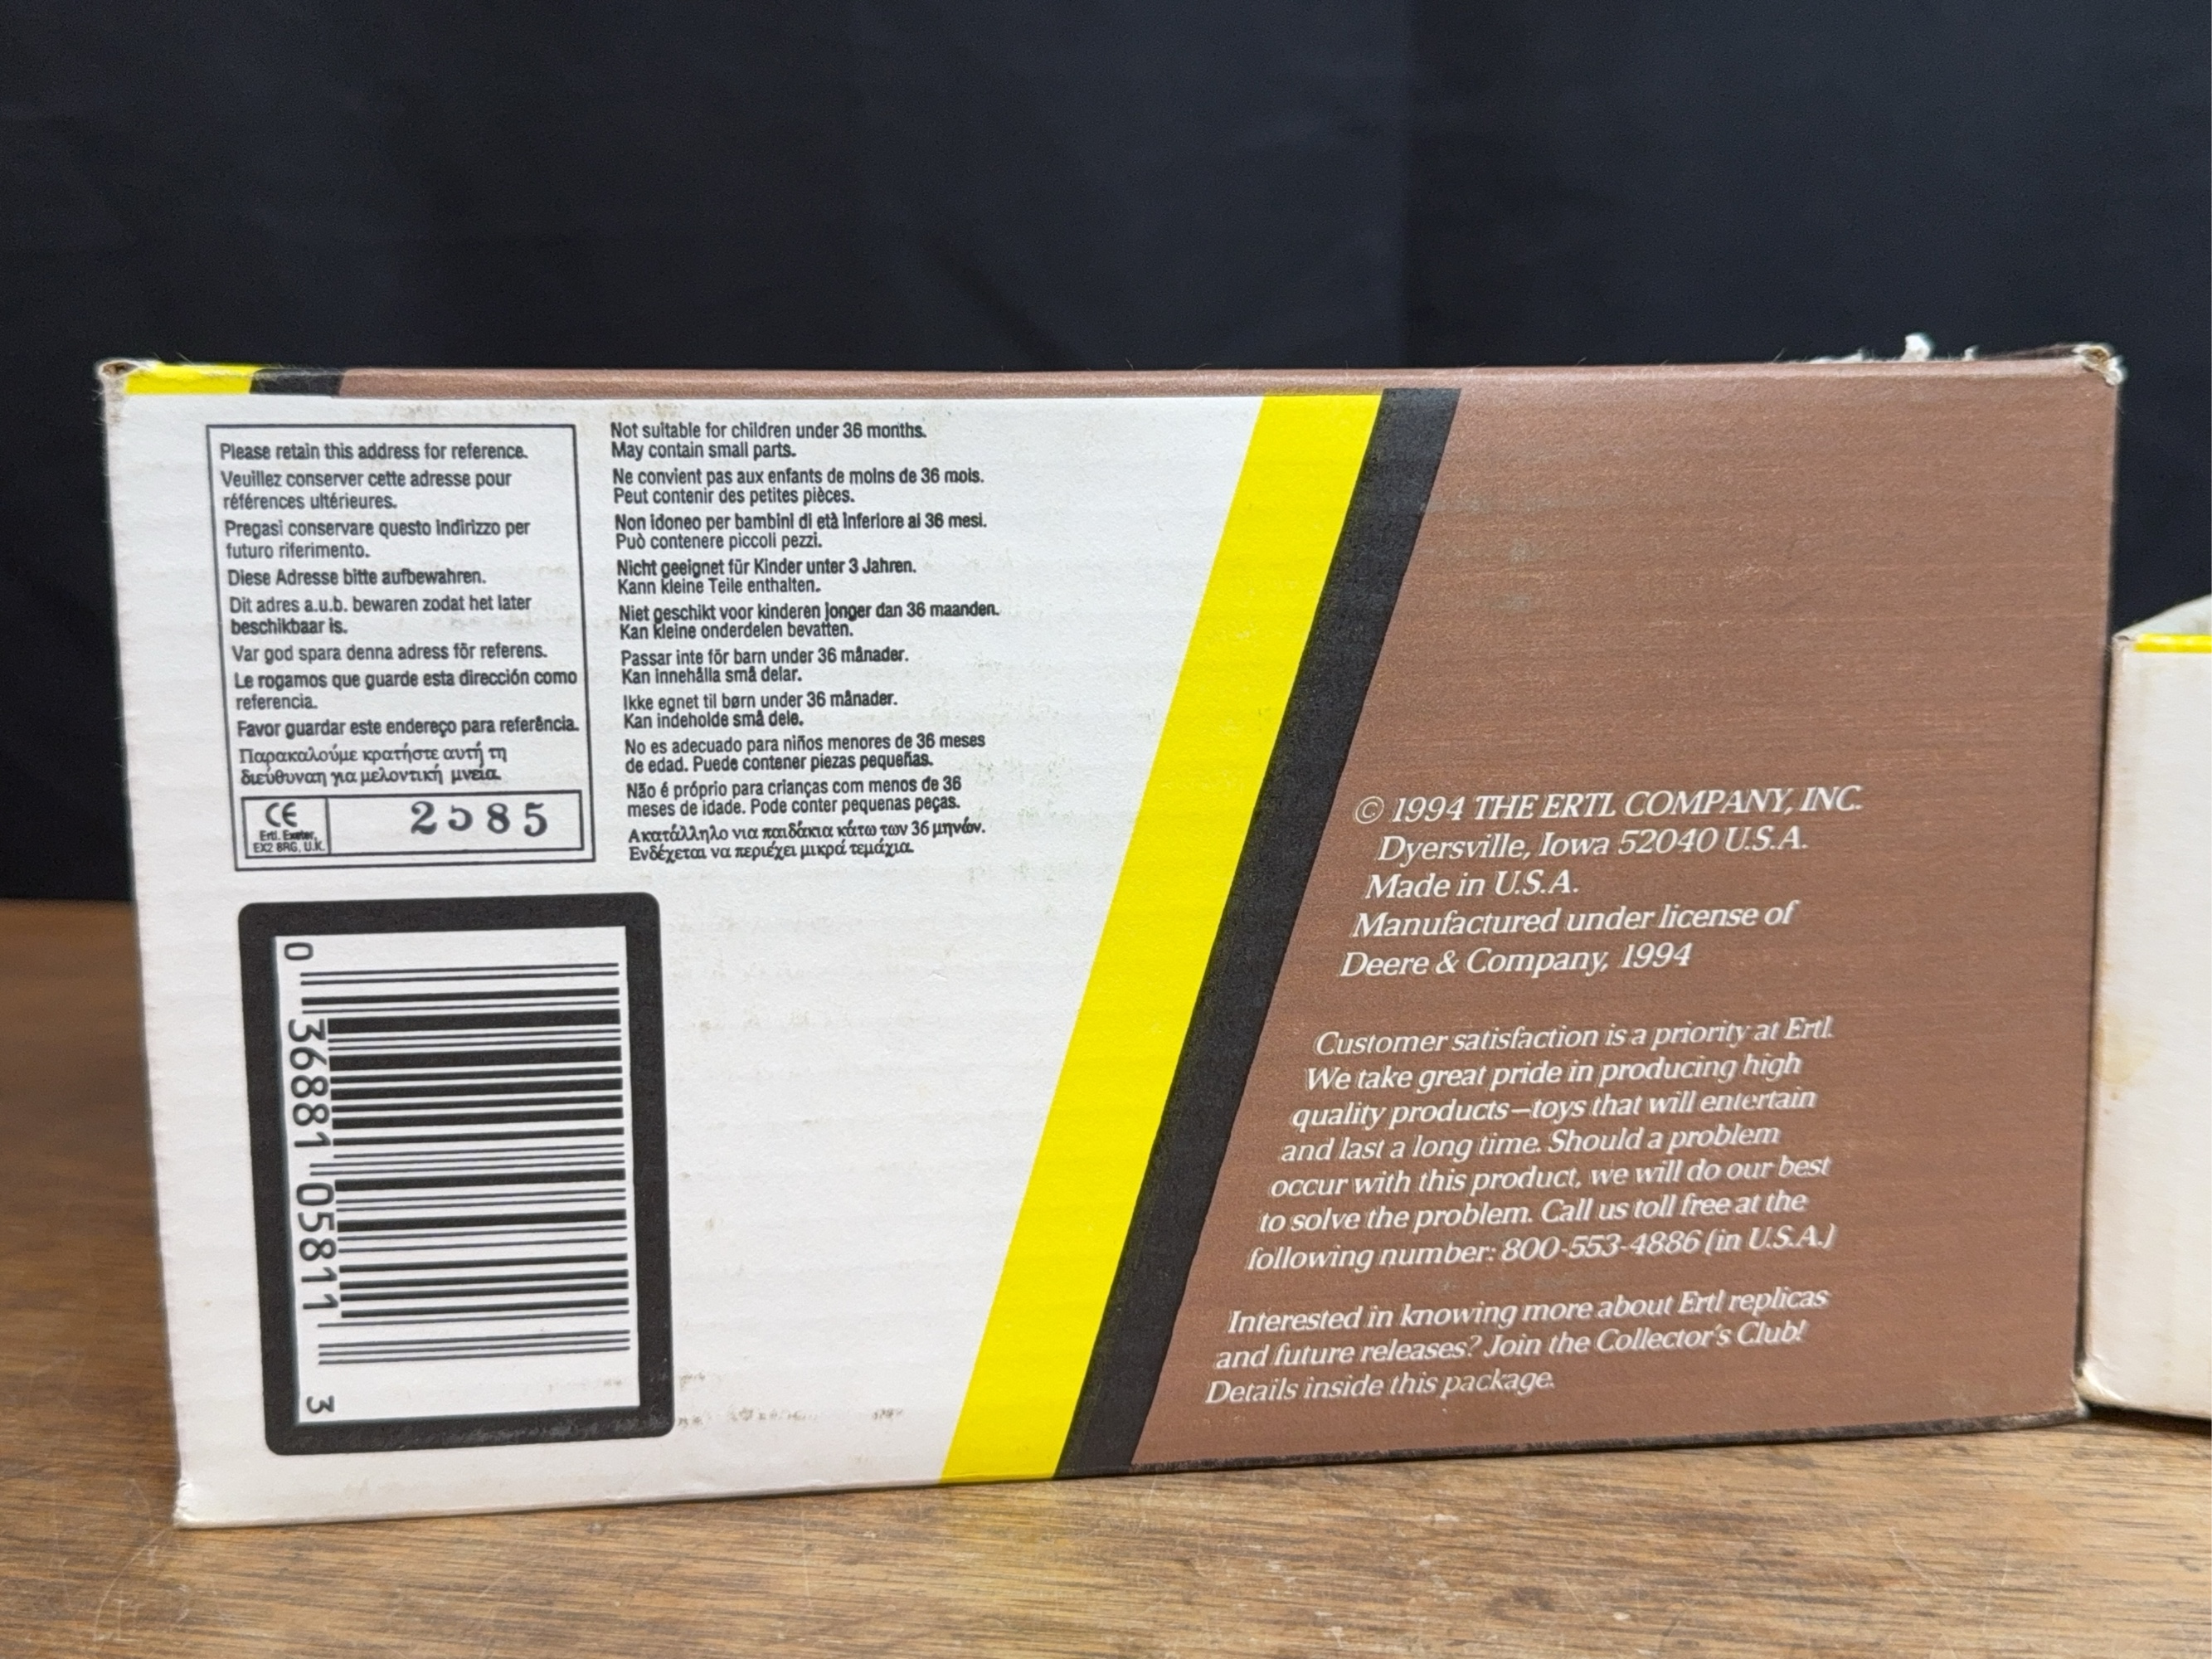 Please retain this address for reference.
Veuillez conserver cette adresse pour
références ultérieures.
Pregasi conservare questo indirizzo per
futuro riferimento.
Diese Adresse bitte aufbewahren.
Dit adres a.u.b. bewaren zodat het later
beschikbaar is.
Var god spara denna adress för referens.
Le rogamos que guarde esta dirección como
referencia.
Favor guardar este endereço para referência.
Παρακαλούμε κρατήστε αυτή τη
διεύθυναη για μελοντική μνεία.
CE
Ertl. Exeter,
EX2 8RG, U.K.
2585
Not suitable for children under 36 months.
May contain small parts.
Ne convient pas aux enfants de moins de 36 mois.
Peut contenir des petites pièces.
Non idoneo per bambini di età inferiore ai 36 mesi.
Può contenere piccoli pezzi.
Nicht geeignet für Kinder unter 3 Jahren.
Kann kleine Teile enthalten.
Niet geschikt voor kinderen jonger dan 36 maanden.
Kan kleine onderdelen bevatten.
Passar inte för barn under 36 månader.
Kan innehålla små delar.
Ikke egnet til børn under 36 månader.
Kan indeholde små dele.
No es adecuado para niños menores de 36 meses
de edad. Puede contener piezas pequeñas.
Não é próprio para crianças com menos de 36
meses de idade. Pode conter pequenas peças.
Ακατάλληλο νια παιδάκια κάτω των 36 μηνών.
Ενδέχεται να περιέχει μικρά τεμάχια.
0 36881 05811 3
© 1994 THE ERTL COMPANY, INC.
Dyersville, Iowa 52040 U.S.A.
Made in U.S.A.
Manufactured under license of
Deere & Company, 1994
Customer satisfaction is a priority at Ertl.
We take great pride in producing high
quality products—toys that will entertain
and last a long time. Should a problem
occur with this product, we will do our best
to solve the problem. Call us toll free at the
following number: 800-553-4886 (in U.S.A.)
Interested in knowing more about Ertl replicas
and future releases? Join the Collector's Club!
Details inside this package.